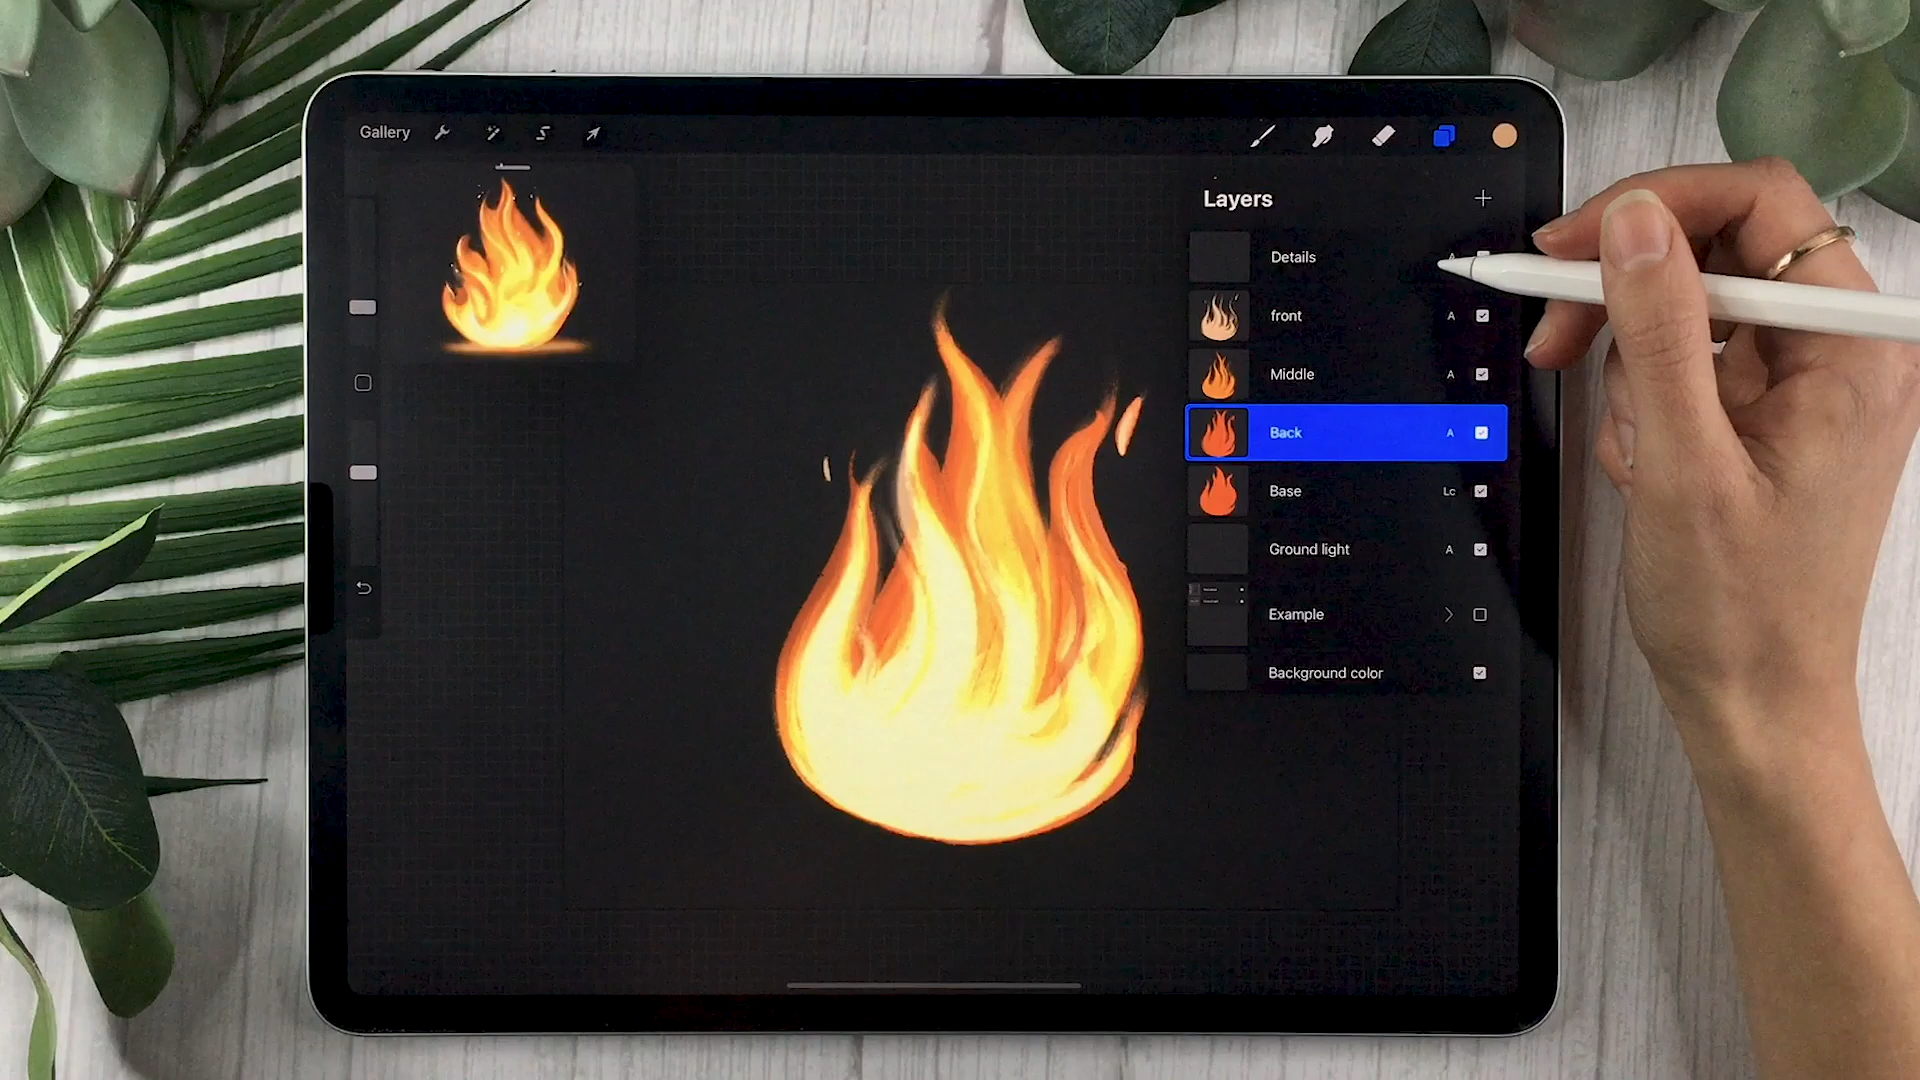 Gallery
Layers
Details
A
front
A
Middle
A
Back
A
Base
Lc
Ground light
A
Example
Background color